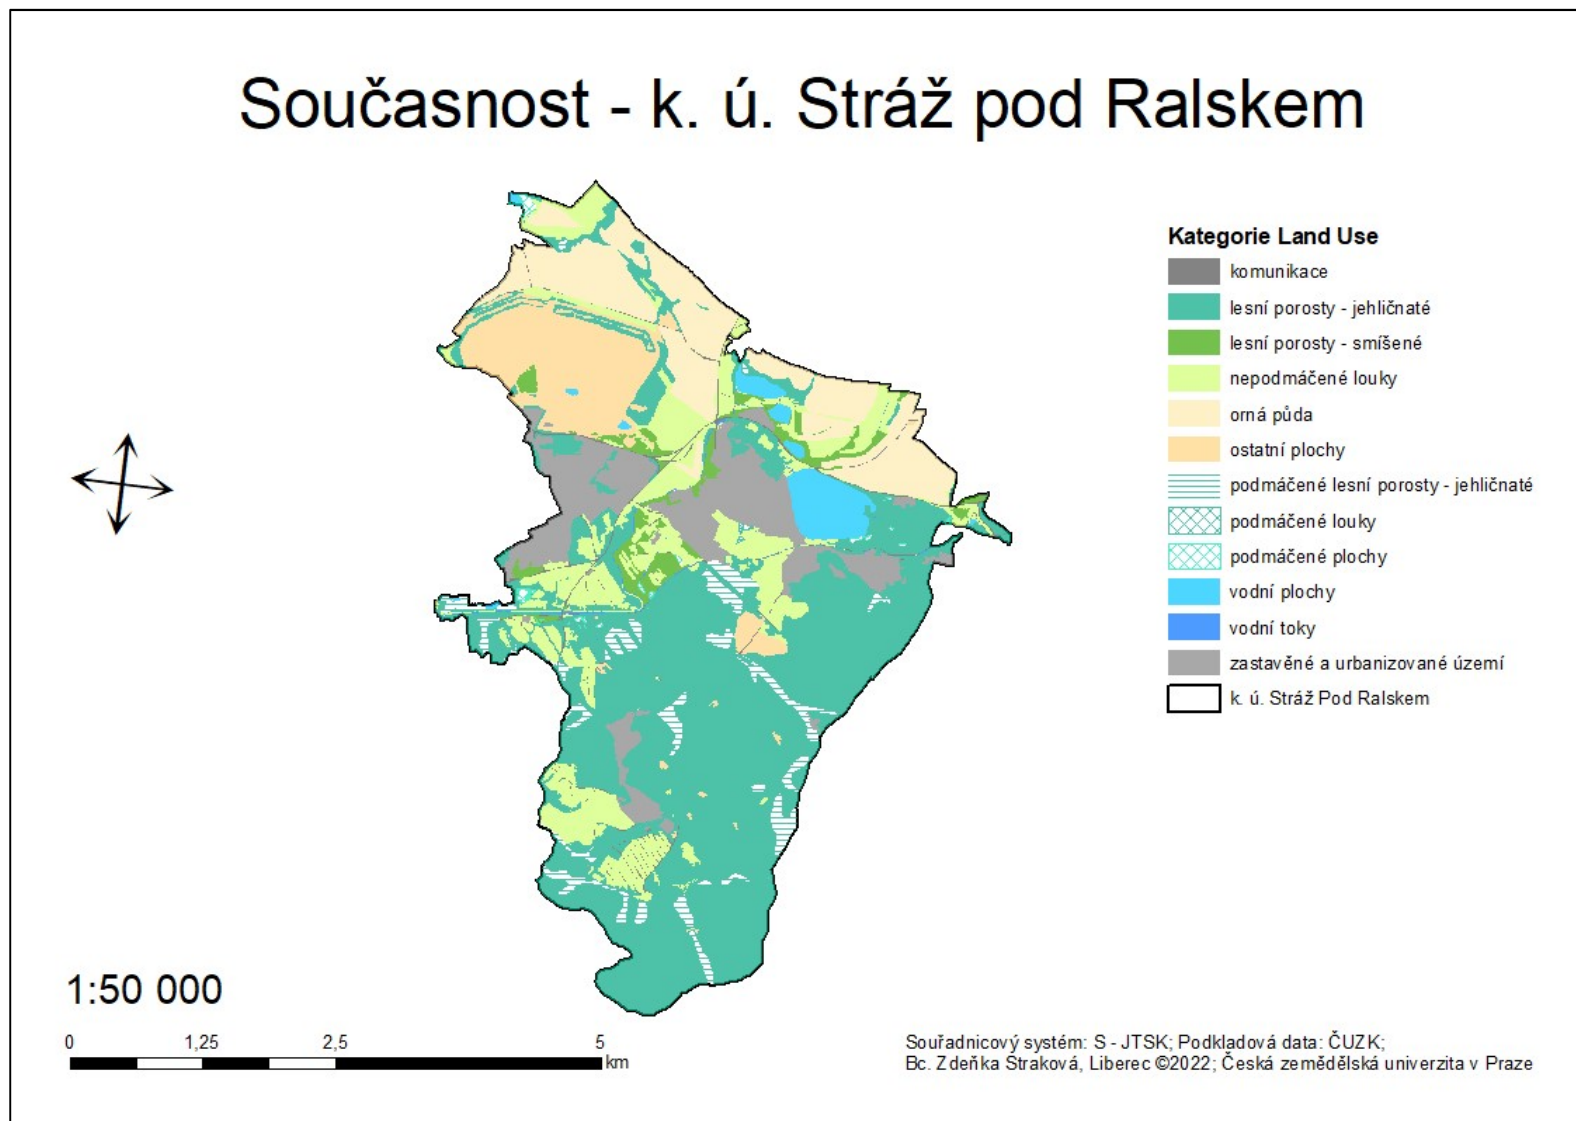 Současnost - k. ú. Stráž pod Ralskem
Kategorie Land Use
komunikace
lesní porosty - jehličnaté
lesní porosty - smíšené
nepodmáčené louky
orná půda
ostatní plochy
podmáčené lesní porosty - jehličnaté
podmáčené louky
podmáčené plochy
vodní plochy
vodní toky
zastavěné a urbanizované území
k. ú. Stráž Pod Ralskem
1:50 000
0 1,25 2,5 5
km
Souřadnicový systém: S - JTSK; Podkladová data: ČUZK;
Bc. Zdeňka Straková, Liberec ©2022; Česká zemědělská univerzita v Praze